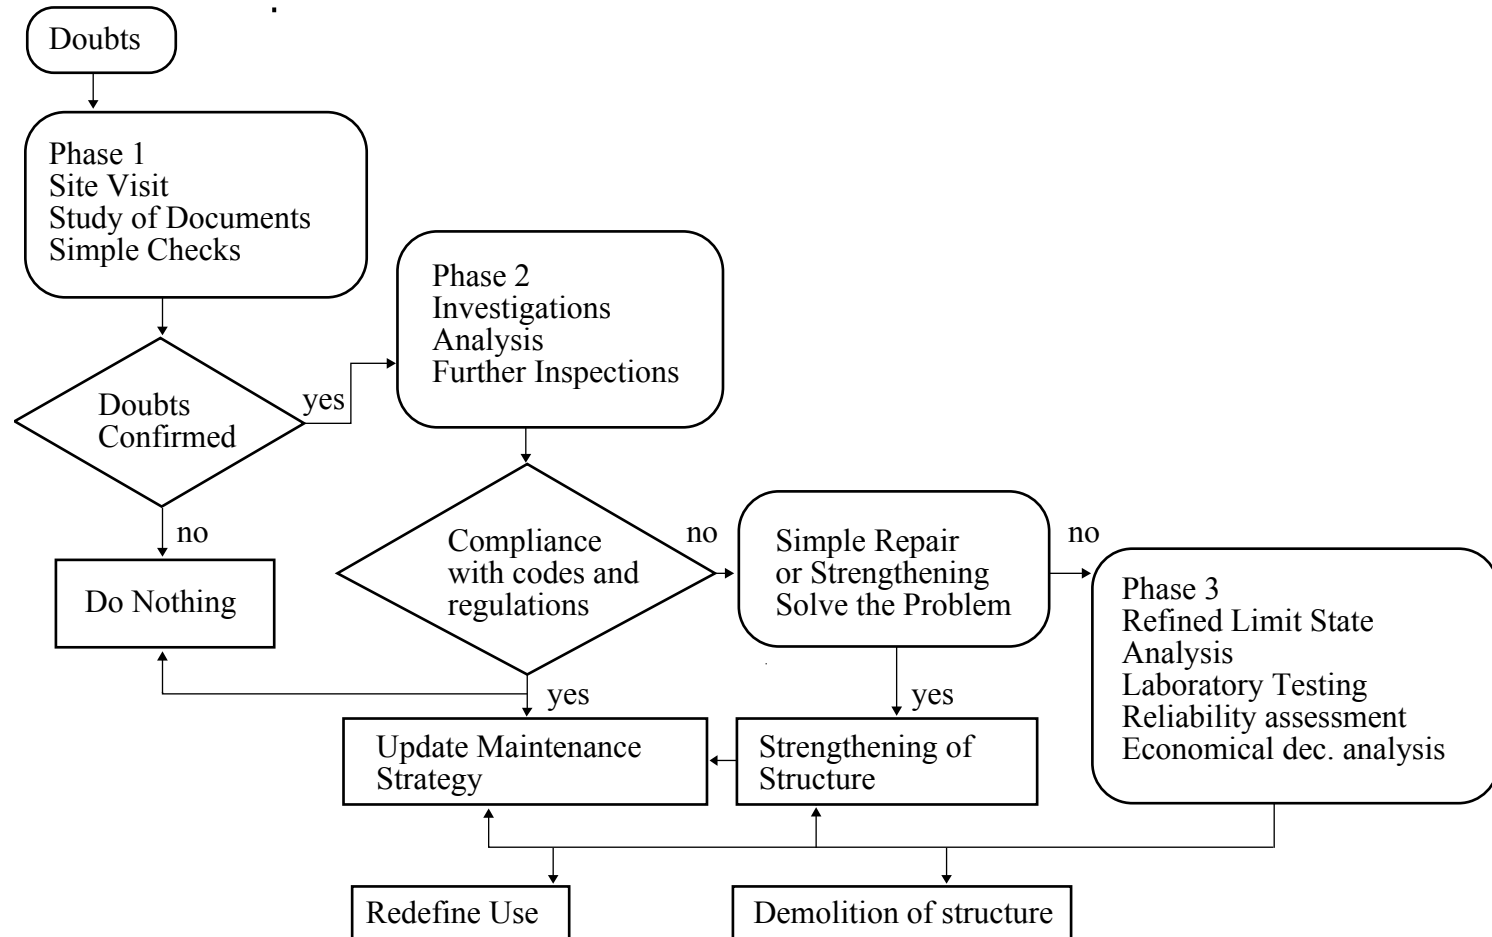 Doubts
Phase 1
Site Visit
Study of Documents
Simple Checks
Phase 2
Investigations
Analysis
Further Inspections
Doubts
Confirmed
yes
no
Do Nothing
Compliance
with codes and
regulations
no
yes
Simple Repair
or Strengthening
Solve the Problem
no
yes
Phase 3
Refined Limit State
Analysis
Laboratory Testing
Reliability assessment
Economical dec. analysis
Update Maintenance
Strategy
Strengthening of
Structure
Redefine Use
Demolition of structure